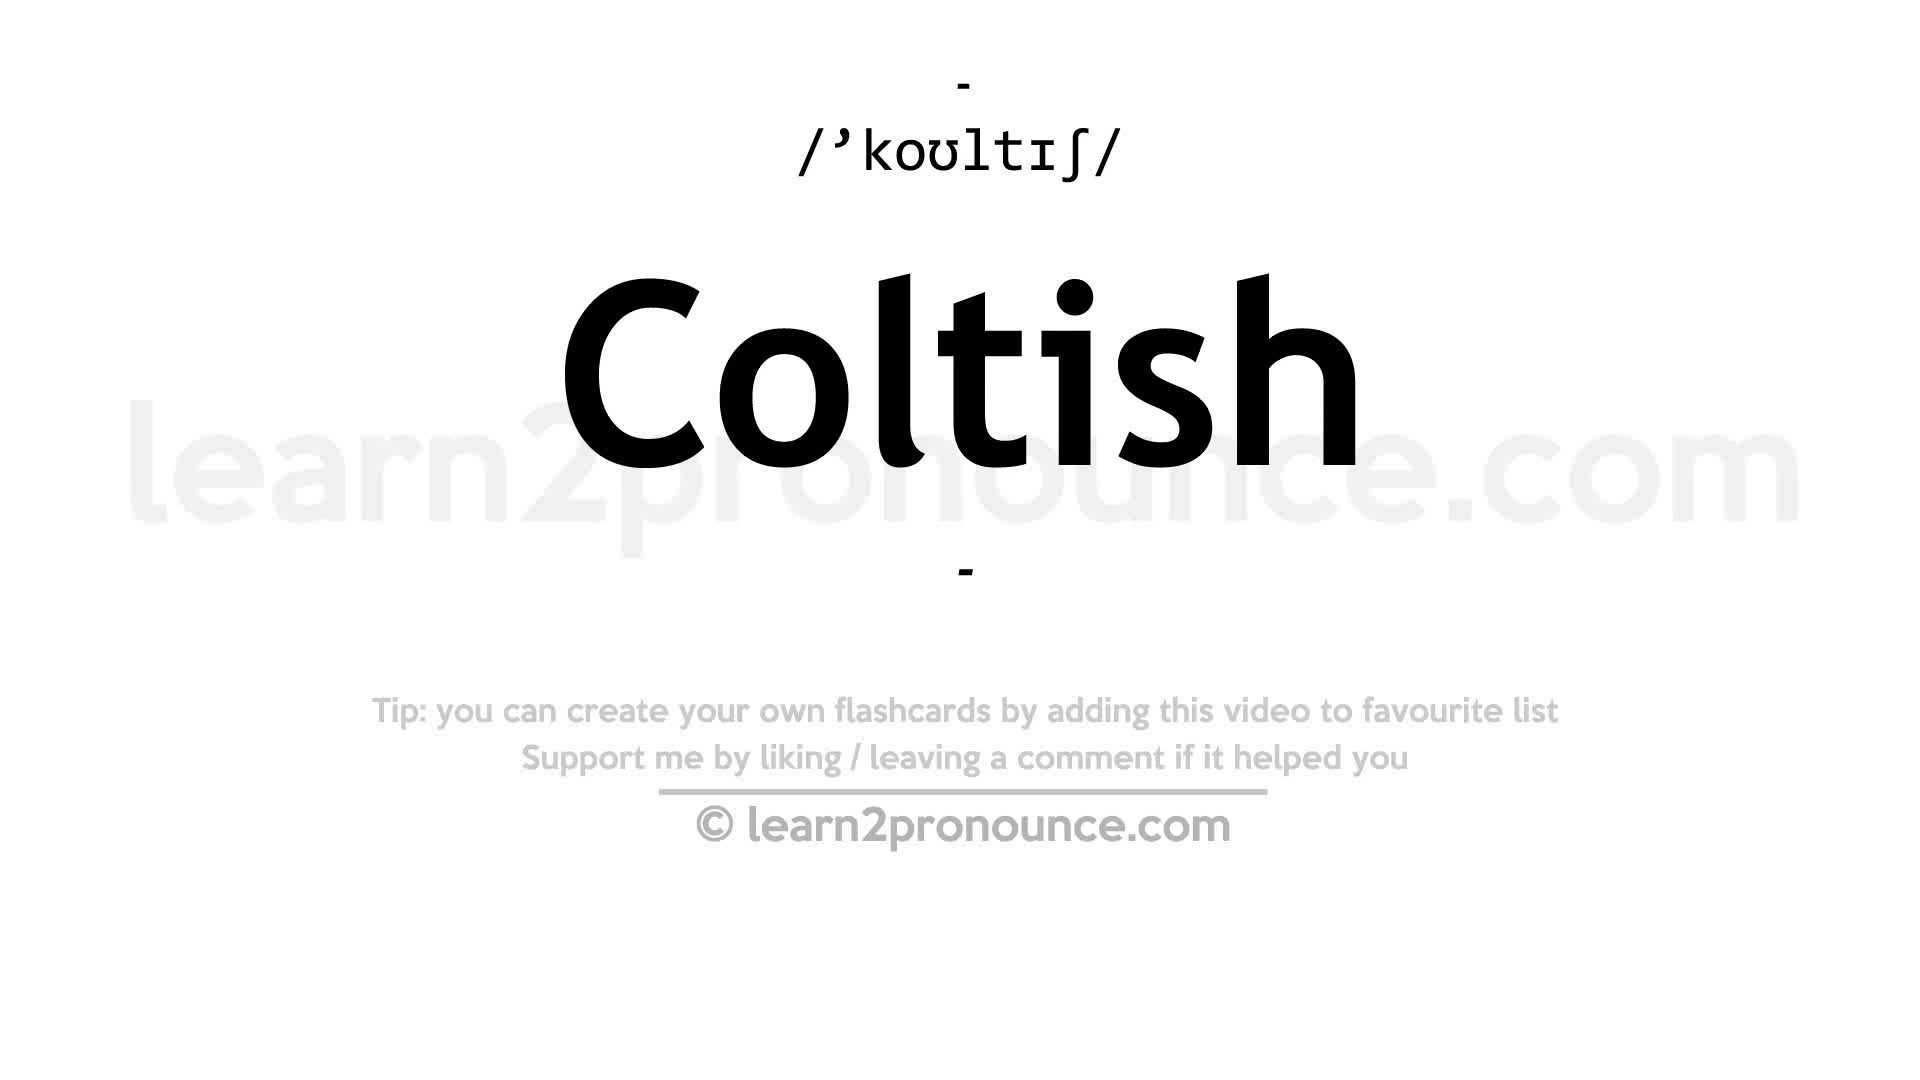 -
/ʼkoʊltɪʃ/
Coltish
learn2pronounce.com
-
Tip: you can create your own flashcards by adding this video to favourite list
Support me by liking / leaving a comment if it helped you
© learn2pronounce.com